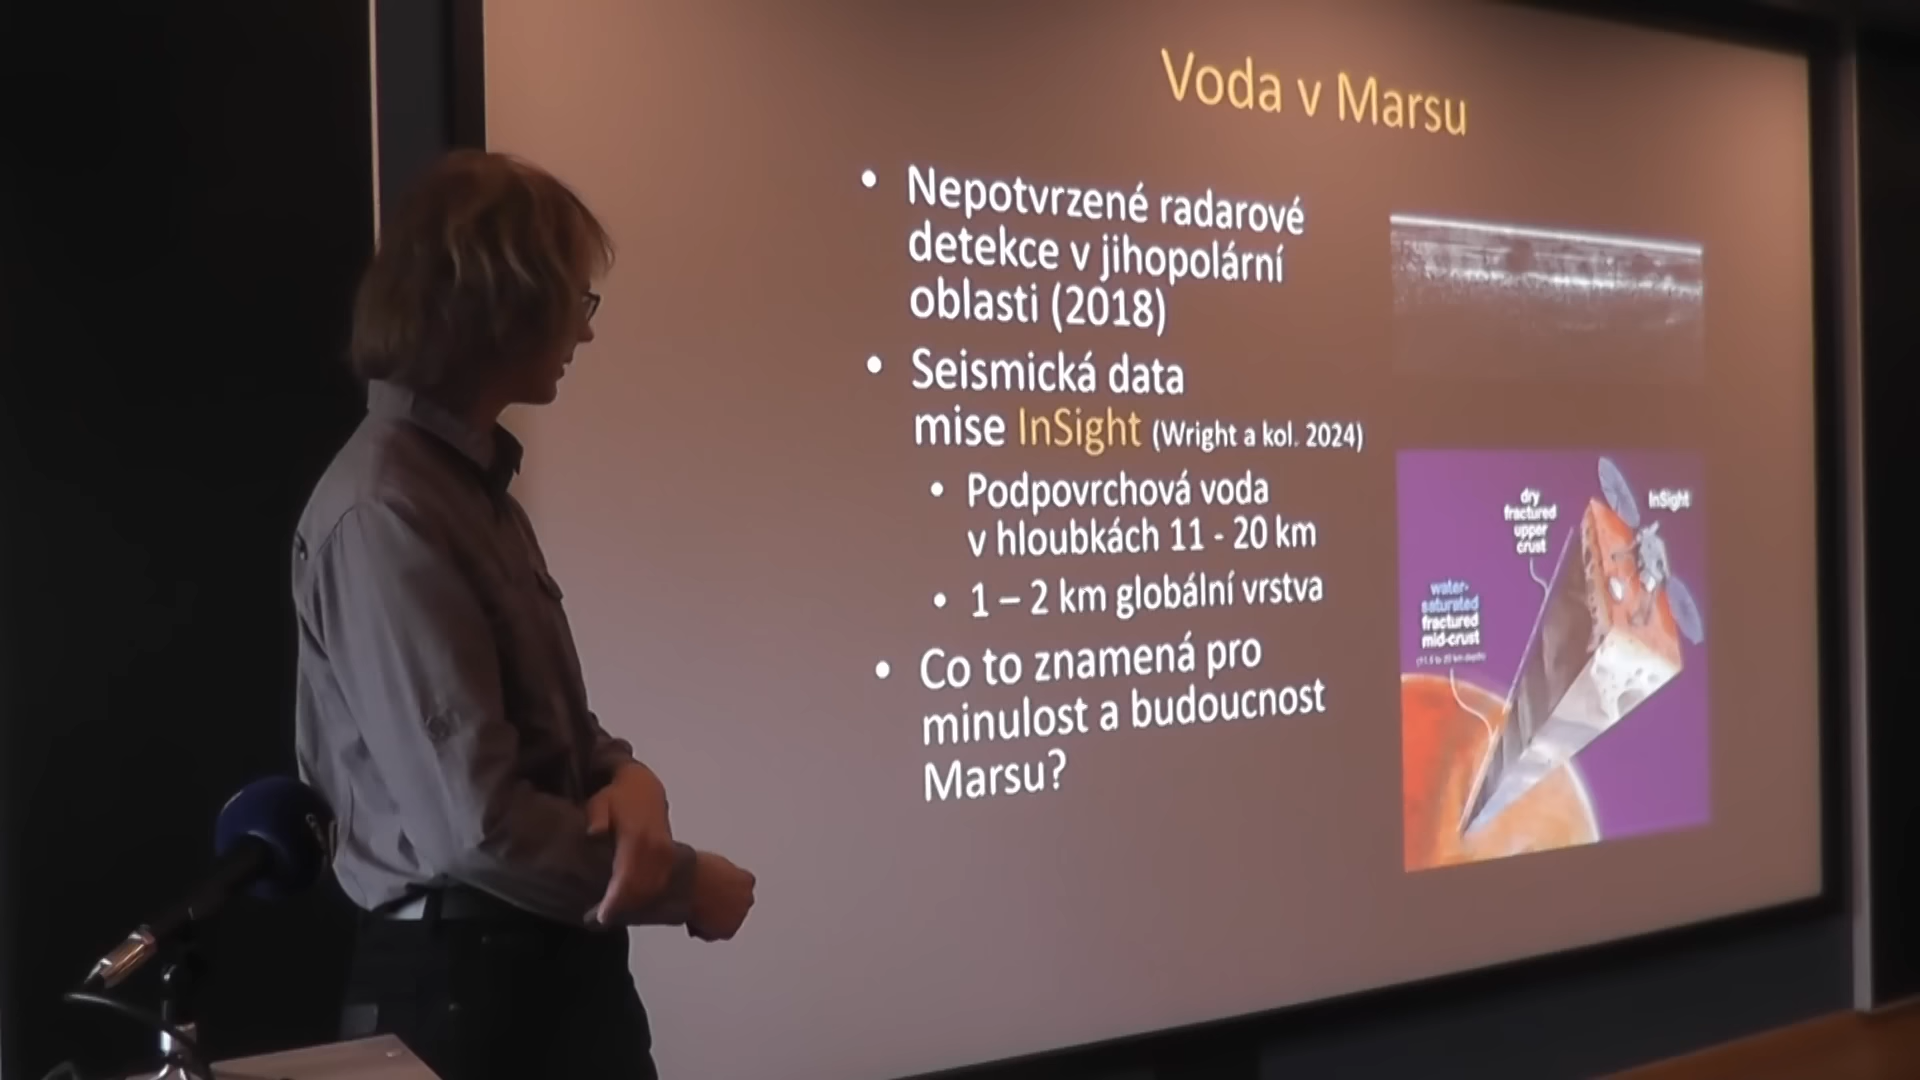 Voda v Marsu
• Nepotvrzené radarové
detekce v jihopolární
oblasti (2018)
• Seismická data
mise InSight (Wright a kol. 2024)
• Podpovrchová voda
v hloubkách 11 - 20 km
• 1 – 2 km globální vrstva
• Co to znamená pro
minulost a budoucnost
Marsu?
InSight
dry
fractured
upper
crust
water-
saturated
fractured
mid-crust